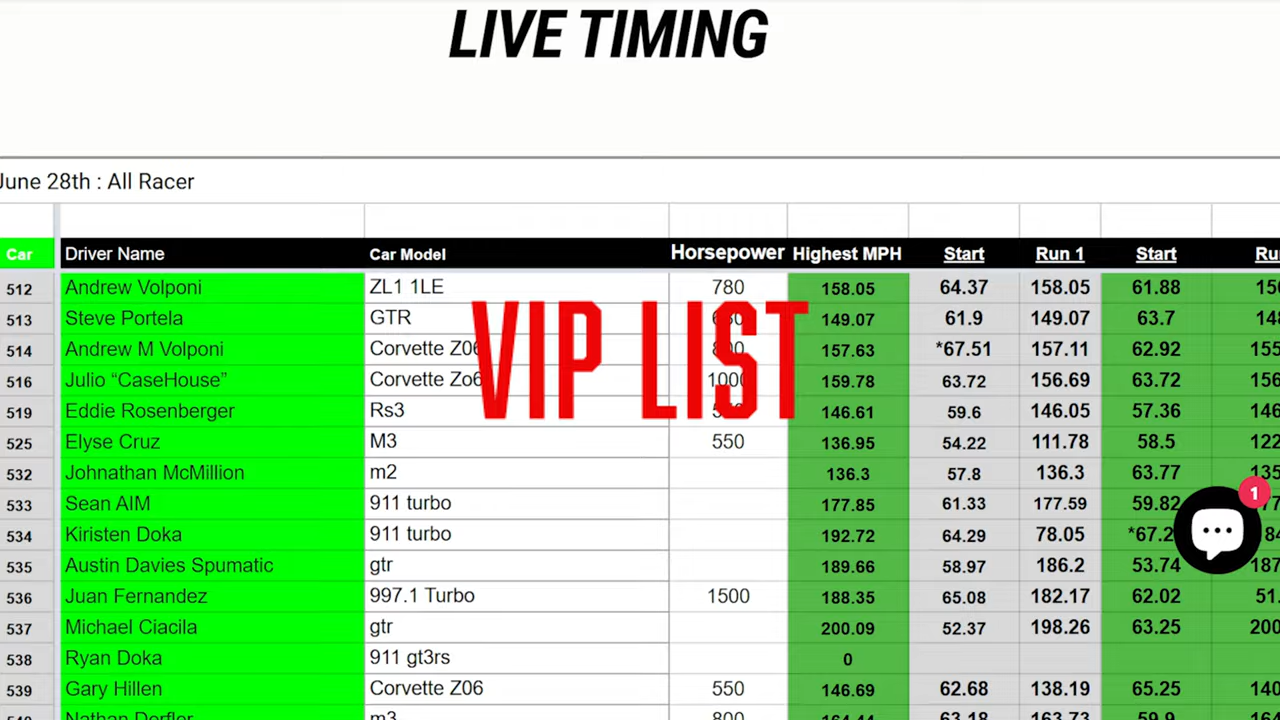 LIVE TIMING
June 28th : All Racer
Car Driver Name Car Model Horsepower Highest MPH Start Run 1 Start
512 Andrew Volponi ZL1 1LE 780 158.05 64.37 158.05 61.88
513 Steve Portela GTR 149.07 61.9 149.07 63.7
514 Andrew M Volponi Corvette Z06 157.63 *67.51 157.11 62.92
VIP LIST
516 Julio “CaseHouse” Corvette Zo6 1000 159.78 63.72 156.69 63.72
519 Eddie Rosenberger Rs3 146.61 59.6 146.05 57.36
525 Elyse Cruz M3 550 136.95 54.22 111.78 58.5
532 Johnathan McMillion m2 136.3 57.8 136.3 63.77
533 Sean AIM 911 turbo 177.85 61.33 177.59 59.82
1
534 Kiristen Doka 911 turbo 192.72 64.29 78.05
535 Austin Davies Spumatic gtr 189.66 58.97 186.2 53.74
536 Juan Fernandez 997.1 Turbo 1500 188.35 65.08 182.17 62.02
537 Michael Ciacila gtr 200.09 52.37 198.26 63.25
538 Ryan Doka 911 gt3rs 0
539 Gary Hillen Corvette Z06 550 146.69 62.68 138.19 65.25
m3 800 163.73